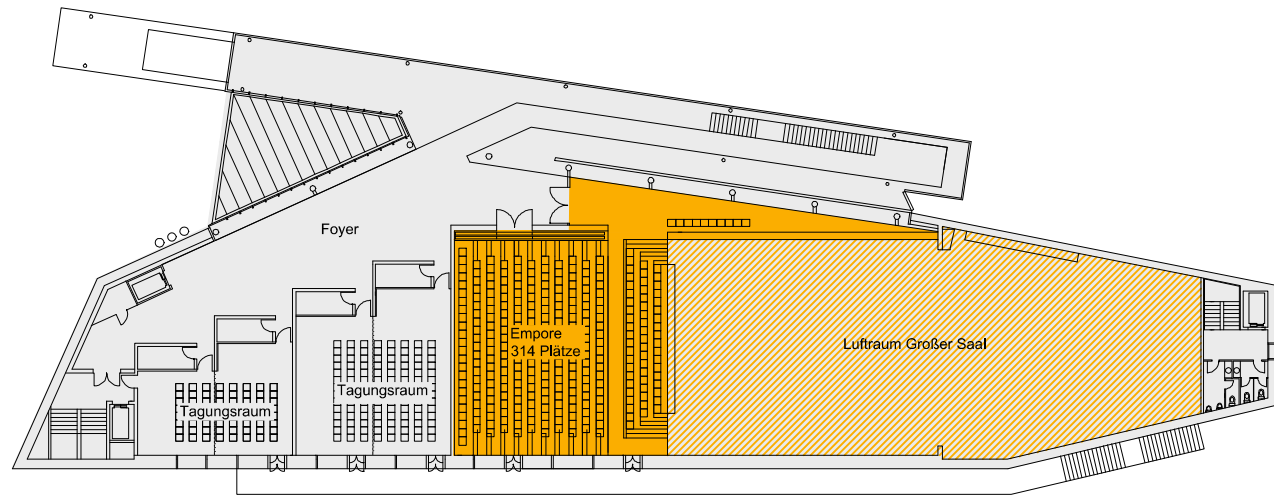 Foyer
Empore
314 Plätze
Luftraum Großer Saal
Tagungsraum
Tagungsraum